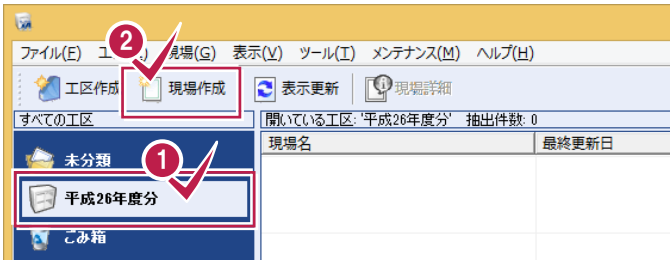 ファイル(F) 現場(G) 表示(V) ツール(T) メンテナンス(M) ヘルプ(H)
2
工区作成 現場作成 表示更新 現場詳細
すべての工区
開いている工区: '平成26年度分' 抽出件数: 0
現場名 最終更新日
未分類
1
平成26年度分
ごみ箱